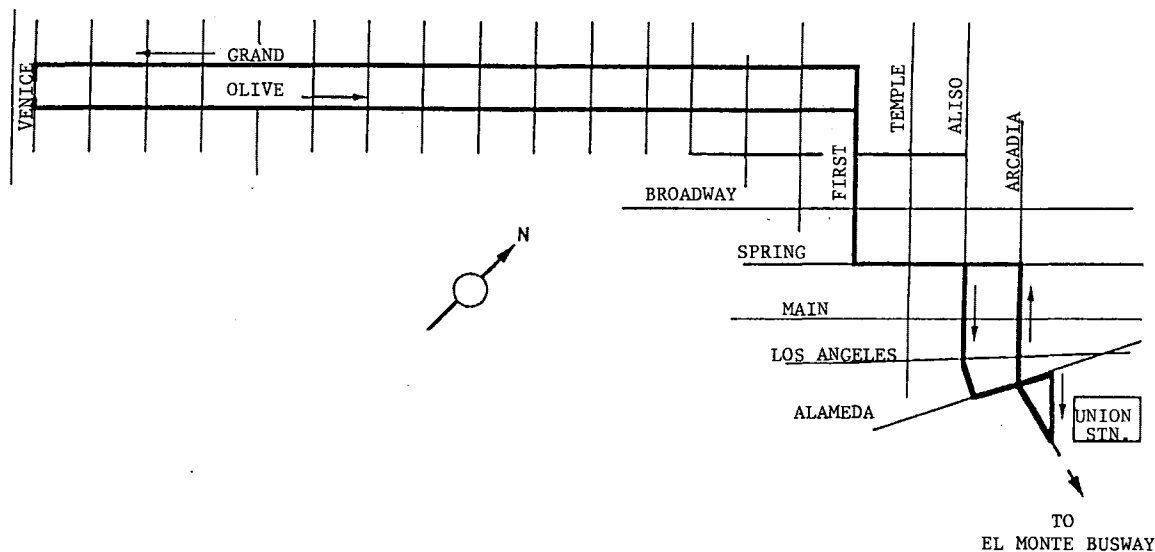 GRAND
OLIVE
VENICE
TEMPLE
ALISO
ARCADIA
FIRST
BROADWAY
N
SPRING
MAIN
LOS ANGELES
ALAMEDA
UNION
STN.
TO
EL MONTE BUSWAY